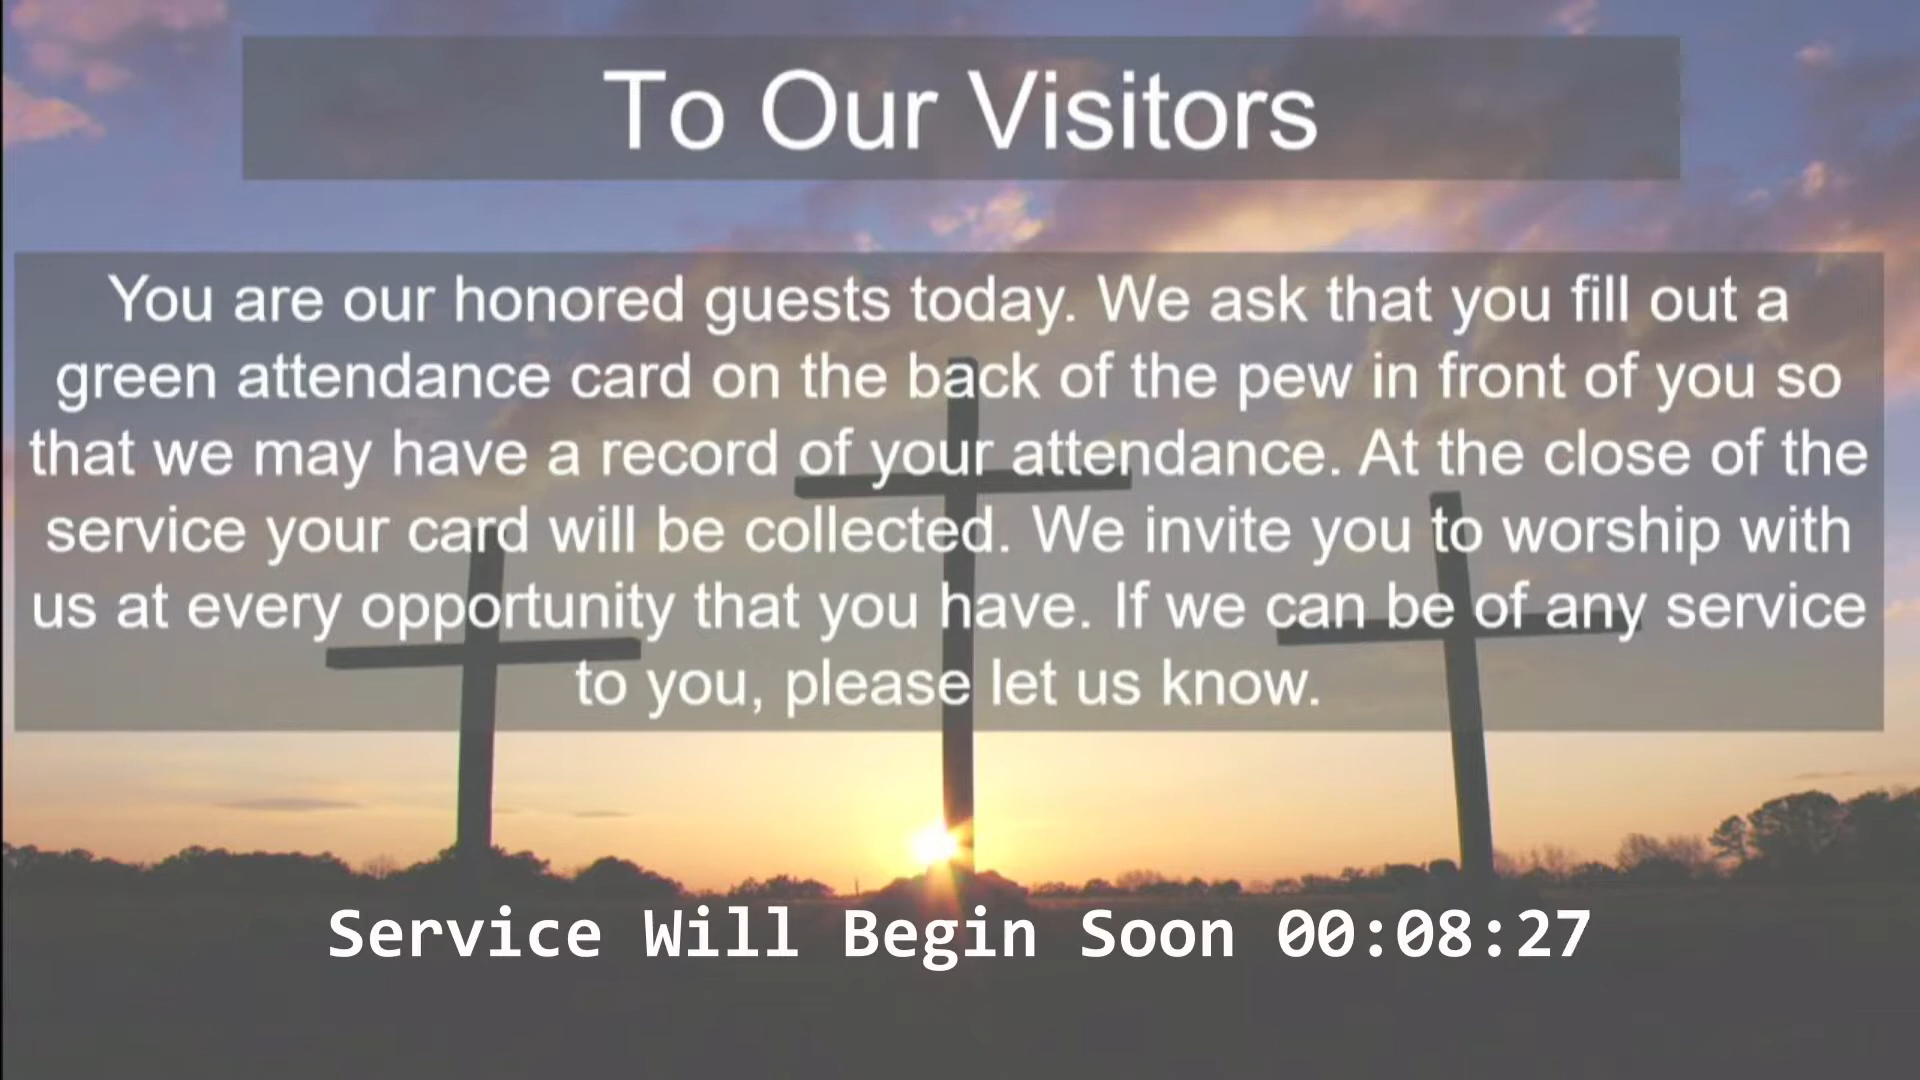 To Our Visitors
You are our honored guests today. We ask that you fill out a
green attendance card on the back of the pew in front of you so
that we may have a record of your attendance. At the close of the
service your card will be collected. We invite you to worship with
us at every opportunity that you have. If we can be of any service
to you, please let us know.
Service Will Begin Soon 00:08:27